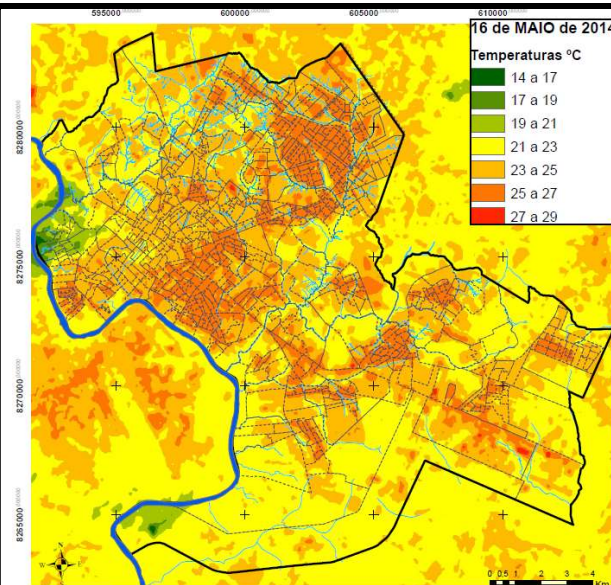 595000 600000 605000 610000
16 de MAIO de 2014
Temperaturas ºC
14 a 17
17 a 19
19 a 21
21 a 23
23 a 25
25 a 27
27 a 29
8280000
8275000
8270000
8265000
N
0 0.5 1 2 3 4
Km